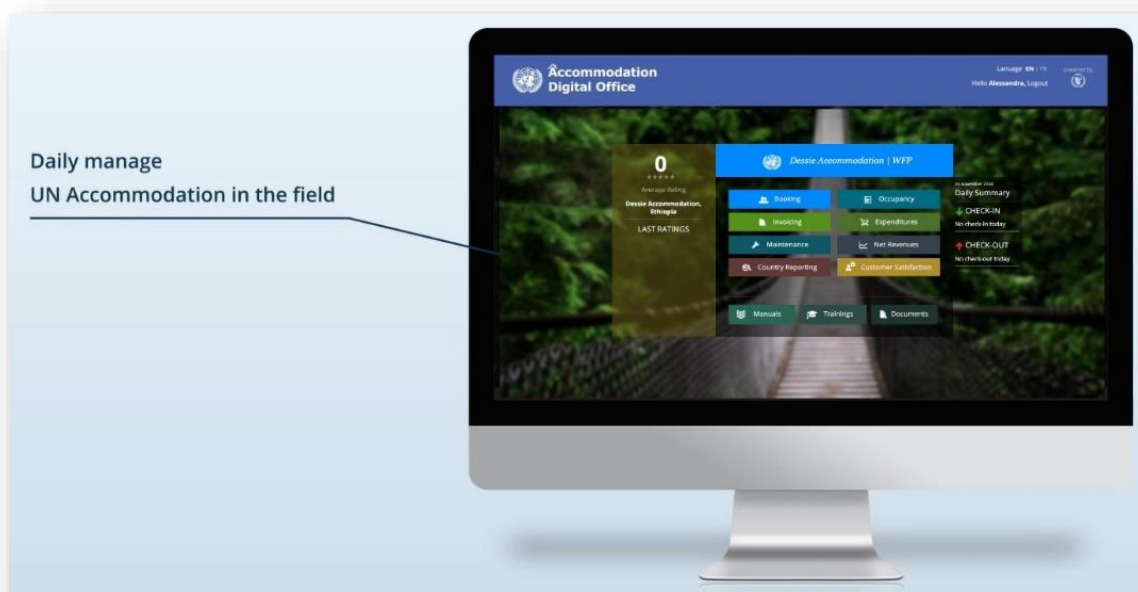 Daily manage
UN Accommodation in the field
Accommodation
Digital Office
Language EN | FR
Hello Alessandra, Logout
powered by
0
Average Rating
Dessie Accommodation,
Ethiopia
LAST RATINGS
Dessie Accommodation | WFP
Booking
Occupancy
Invoicing
Expenditures
Maintenance
Net Revenues
Country Reporting
Customer Satisfaction
Manuals
Trainings
Documents
Daily Summary
CHECK-IN
No check-in today
CHECK-OUT
No check-out today